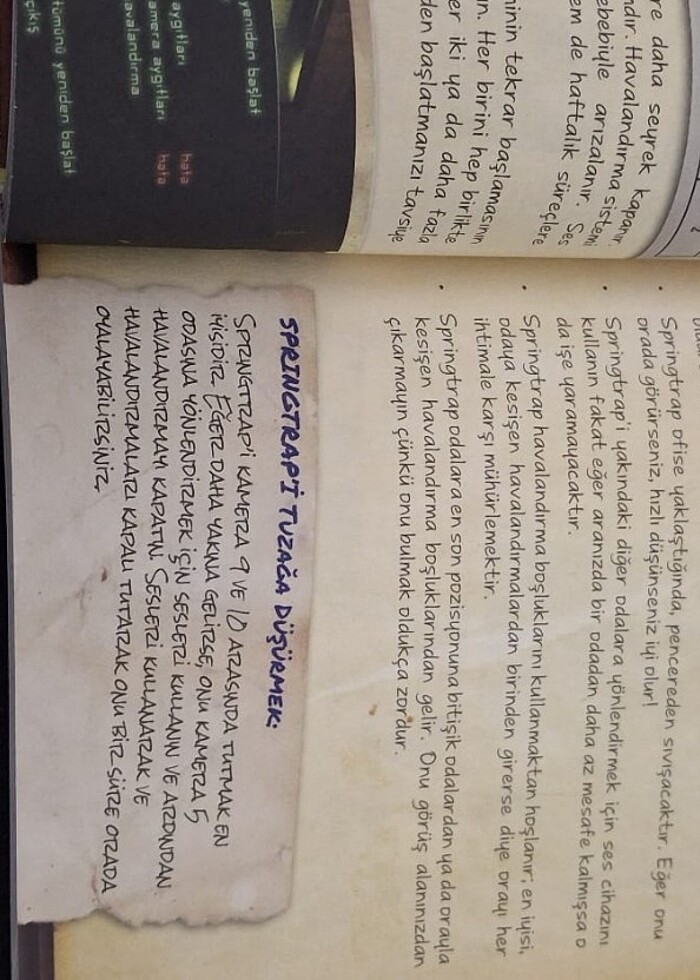 re daha seyrek kapanır.
ndır. Havalandırma sistemi
ebebiyle arızalanır. Ses
em de haftalık süreçlere
ninin tekrar başlamasının
n. Her birini hep birlikte
er iki ya da daha fazla
den başlatmanızı tavsiye
yeniden başlat
aygıtları hata
amera aygıtları hata
avalandırma
tümünü yeniden başlat
çıkış
• Springtrap ofise yaklaştığında, pencereden sıvışacaktır. Eğer onu
orada görürseniz, hızlı düşünseniz iyi olur!
• Springtrap'i yakındaki diğer odalara yönlendirmek için ses cihazını
kullanın fakat eğer aranızda bir odadan daha az mesafe kalmışsa o
da işe yaramayacaktır.
• Springtrap havalandırma boşluklarını kullanmaktan hoşlanır; en iyisi,
odaya kesişen havalandırmalardan birinden girerse diye orayı her
ihtimale karşı mühürlemektir.
• Springtrap odalara en son pozisyonuna bitişik odalardan ya da orayla
kesişen havalandırma boşluklarından gelir. Onu görüş alanınızdan
çıkarmayın çünkü onu bulmak oldukça zordur.
SPRINGTRAP'İ TUZAĞA DÜŞÜRMEK:
SPRINGTRAP'İ KAMERA 9 VE 10 ARASINDA TUTMAK EN
İYİSİDİR. EĞER DAHA YAKINA GELİRSE, ONU KAMERA 5
ODASINA YÖNLENDİRMEK İÇİN SESLERİ KULLANIN VE ARDINDAN
HAVALANDIRMAYI KAPATIN. SESLERİ KULLANARAK VE
HAVALANDIRMALARI KAPALI TUTARAK ONU BİR SÜRE ORADA
OYALAYABİLİRSİNİZ.